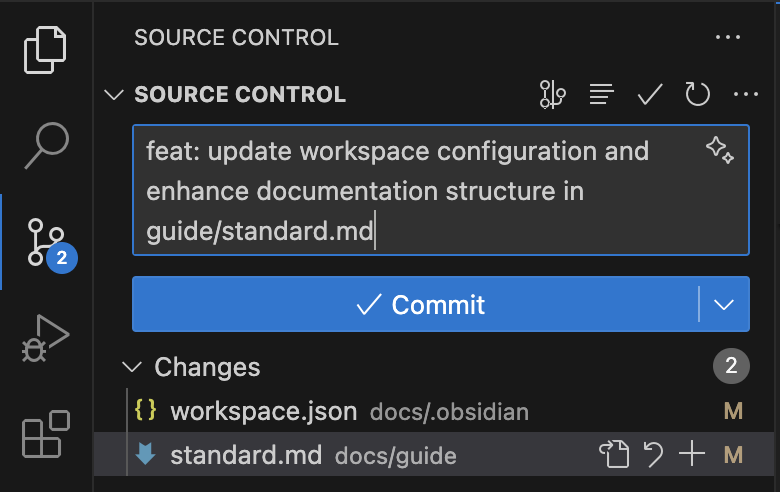 SOURCE CONTROL
SOURCE CONTROL
feat: update workspace configuration and
enhance documentation structure in
guide/standard.md
2
Commit
Changes 2
{} workspace.json docs/.obsidian M
standard.md docs/guide M